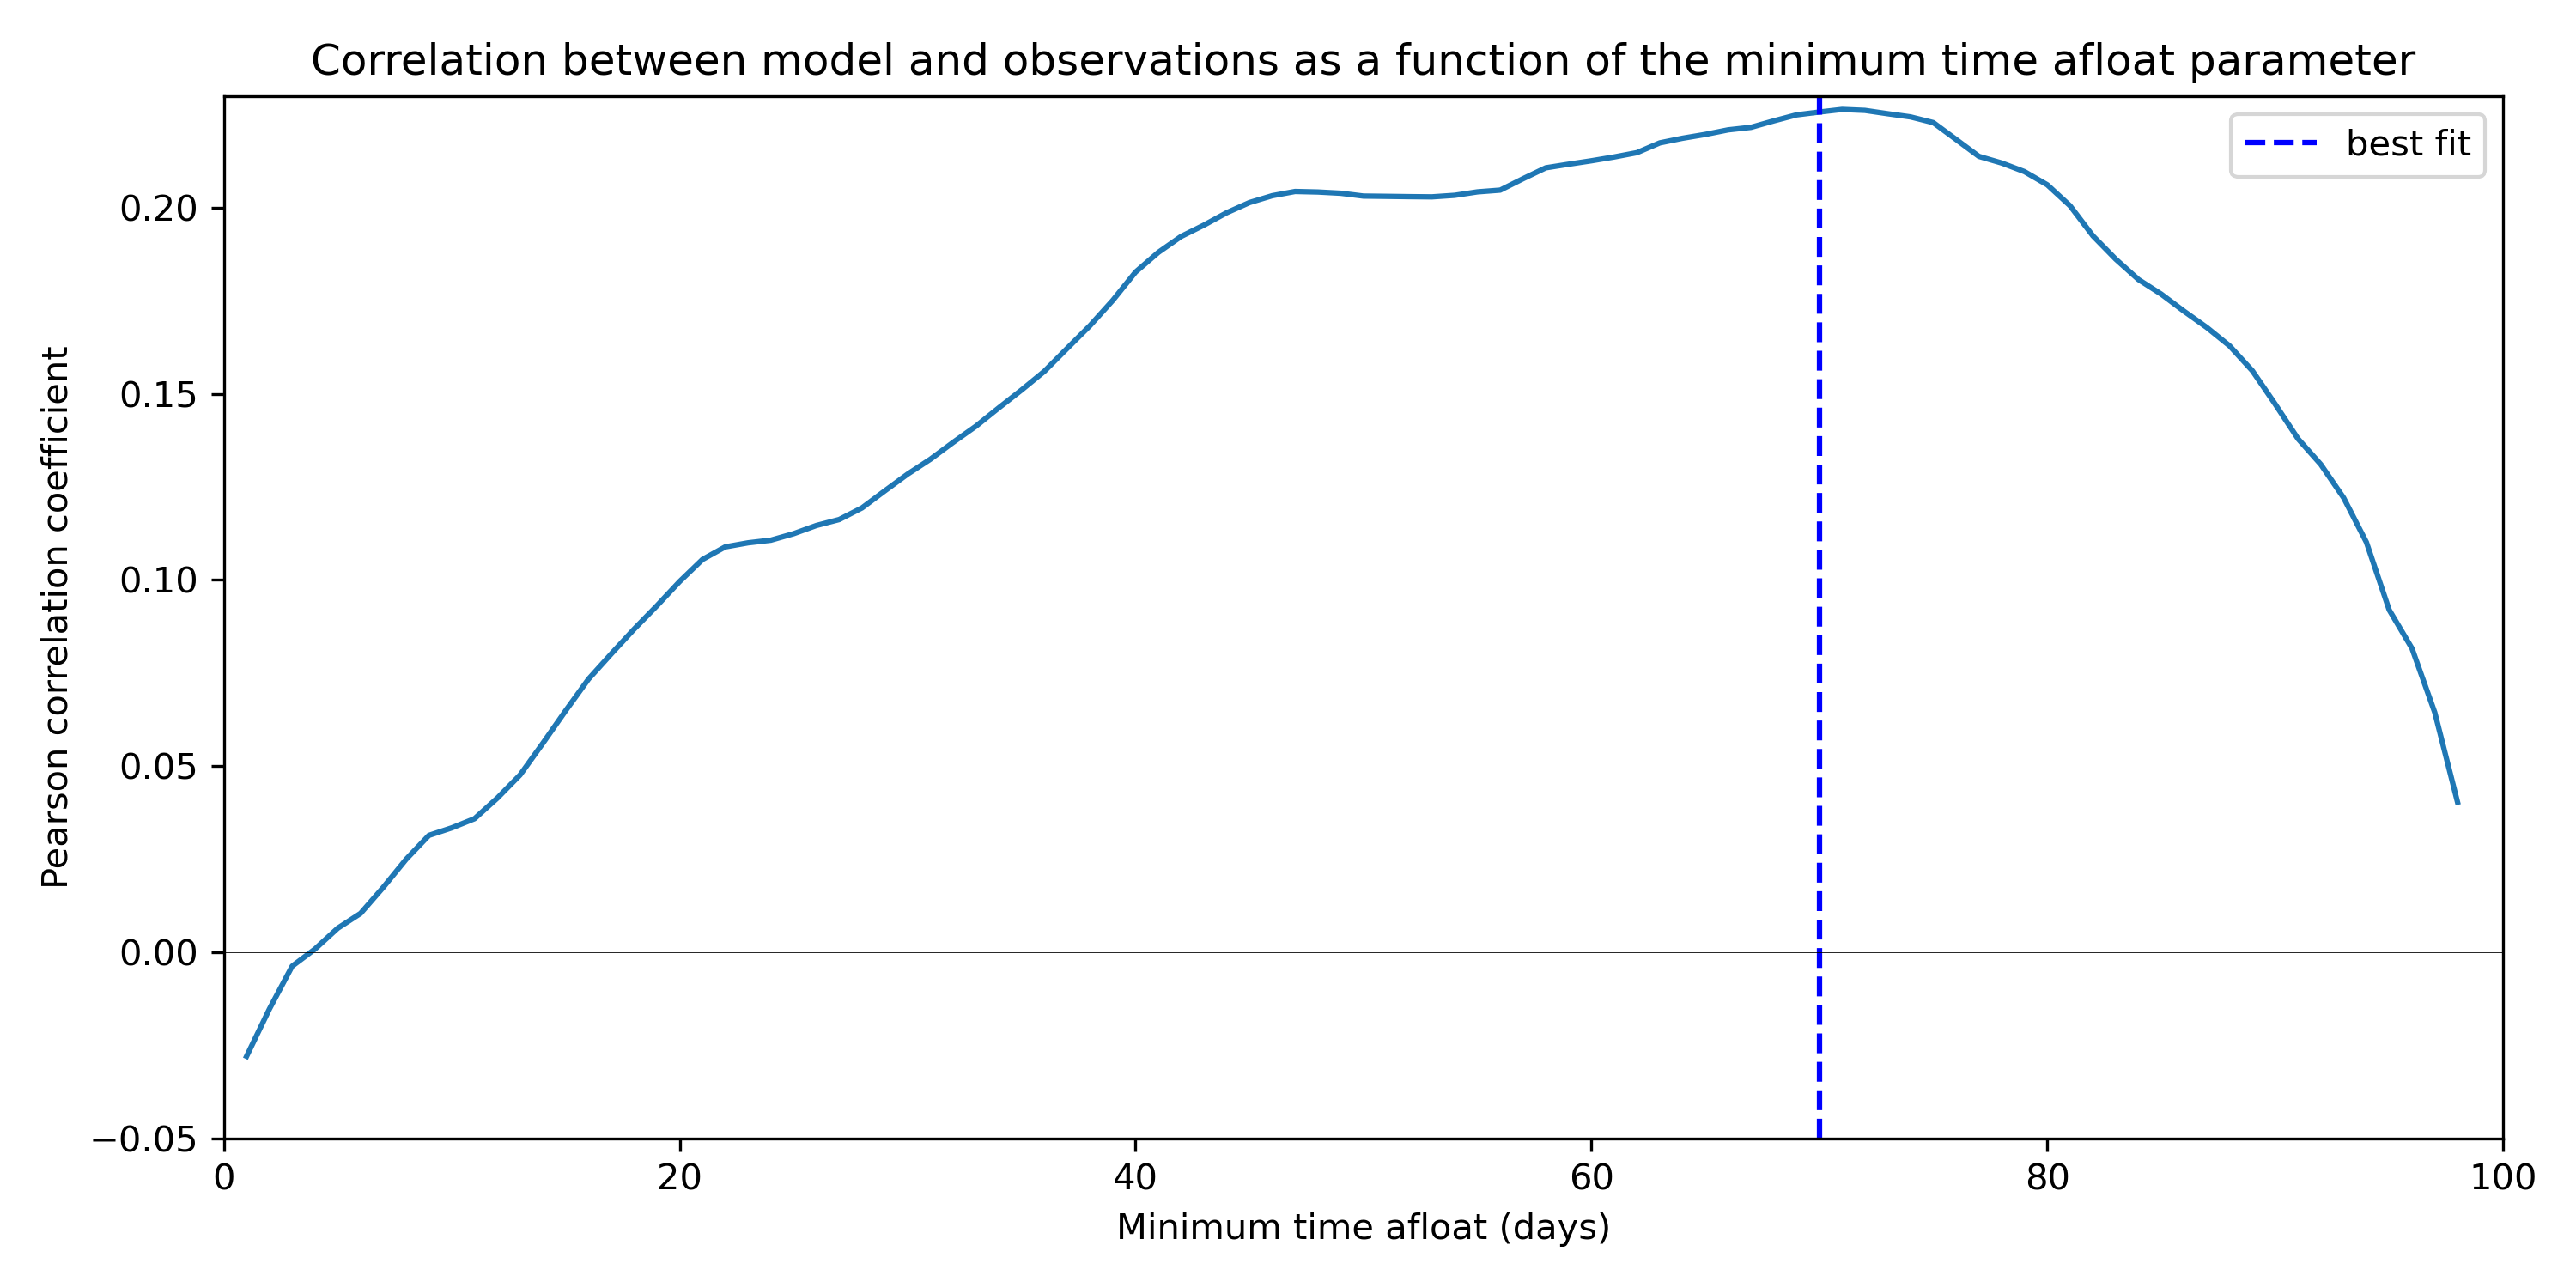 Correlation between model and observations as a function of the minimum time afloat parameter
best fit
Pearson correlation coefficient
0.20
0.15
0.10
0.05
0.00
−0.05
0 20 40 60 80 100
Minimum time afloat (days)